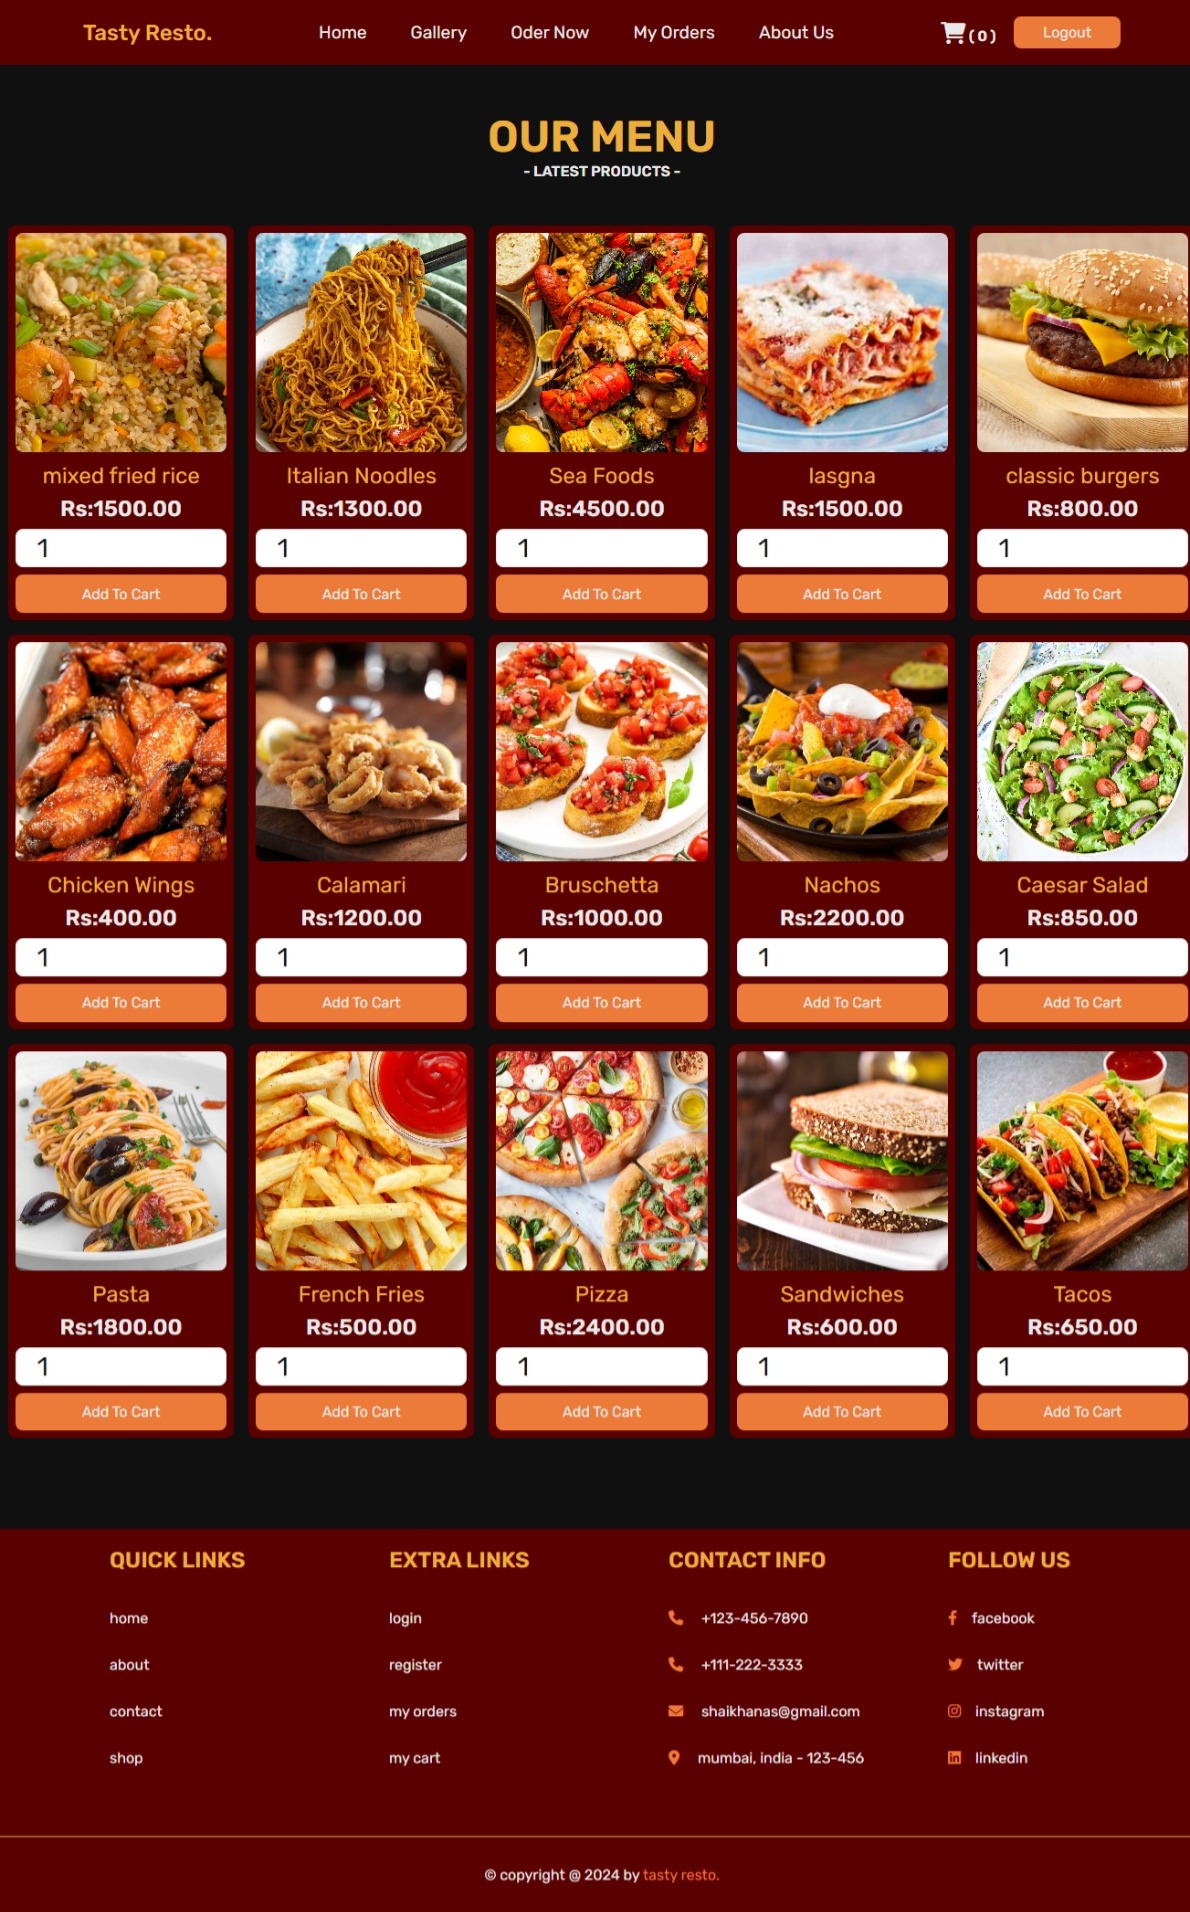 Tasty Resto. Home Gallery Oder Now My Orders About Us (0) Logout
OUR MENU
- LATEST PRODUCTS -
mixed fried rice Italian Noodles Sea Foods lasgna classic burgers
Rs:1500.00 Rs:1300.00 Rs:4500.00 Rs:1500.00 Rs:800.00
1 1 1 1 1
Add To Cart Add To Cart Add To Cart Add To Cart Add To Cart
Chicken Wings Calamari Bruschetta Nachos Caesar Salad
Rs:400.00 Rs:1200.00 Rs:1000.00 Rs:2200.00 Rs:850.00
1 1 1 1 1
Add To Cart Add To Cart Add To Cart Add To Cart Add To Cart
Pasta French Fries Pizza Sandwiches Tacos
Rs:1800.00 Rs:500.00 Rs:2400.00 Rs:600.00 Rs:650.00
1 1 1 1 1
Add To Cart Add To Cart Add To Cart Add To Cart Add To Cart
QUICK LINKS EXTRA LINKS CONTACT INFO FOLLOW US
home login +123-456-7890 facebook
about register +111-222-3333 twitter
contact my orders shaikhanas@gmail.com instagram
shop my cart mumbai, india - 123-456 linkedin
© copyright @ 2024 by tasty resto.